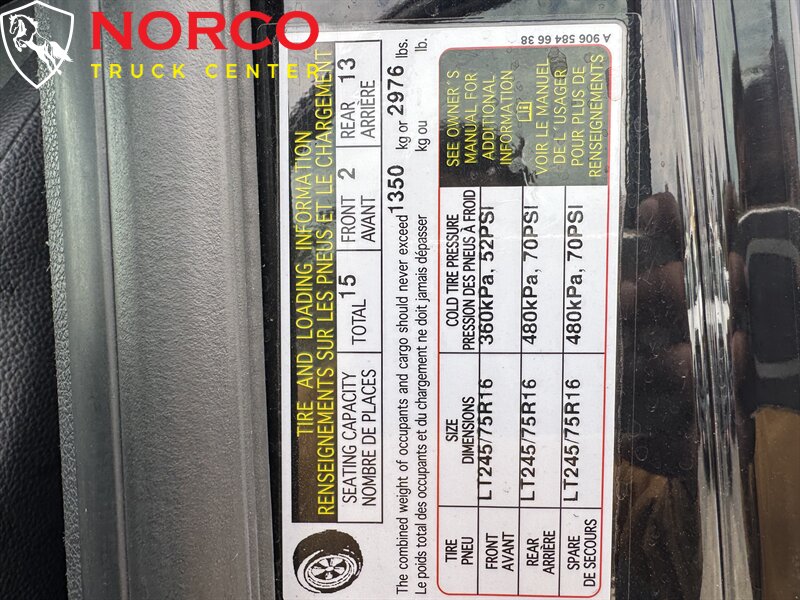 NORCO
TRUCK CENTER
A 906 584 66 38
TIRE AND LOADING INFORMATION
RENSEIGNEMENTS SUR LES PNEUS ET LE CHARGEMENT
SEATING CAPACITY TOTAL 15 FRONT 2 REAR 13
NOMBRE DE PLACES AVANT ARRIÈRE
The combined weight of occupants and cargo should never exceed 1350 kg or 2976 lbs.
Le poids total des occupants et du chargement ne doit jamais dépasser kg ou lb.
TIRE SIZE COLD TIRE PRESSURE
PNEU DIMENSIONS PRESSION DES PNEUS À FROID
FRONT LT245/75R16 360kPa, 52PSI
AVANT
REAR LT245/75R16 480kPa, 70PSI
ARRIÈRE
SPARE LT245/75R16 480kPa, 70PSI
DE SECOURS
SEE OWNER'S
MANUAL FOR
ADDITIONAL
INFORMATION
VOIR LE MANUEL
DE L'USAGER
POUR PLUS DE
RENSEIGNEMENTS